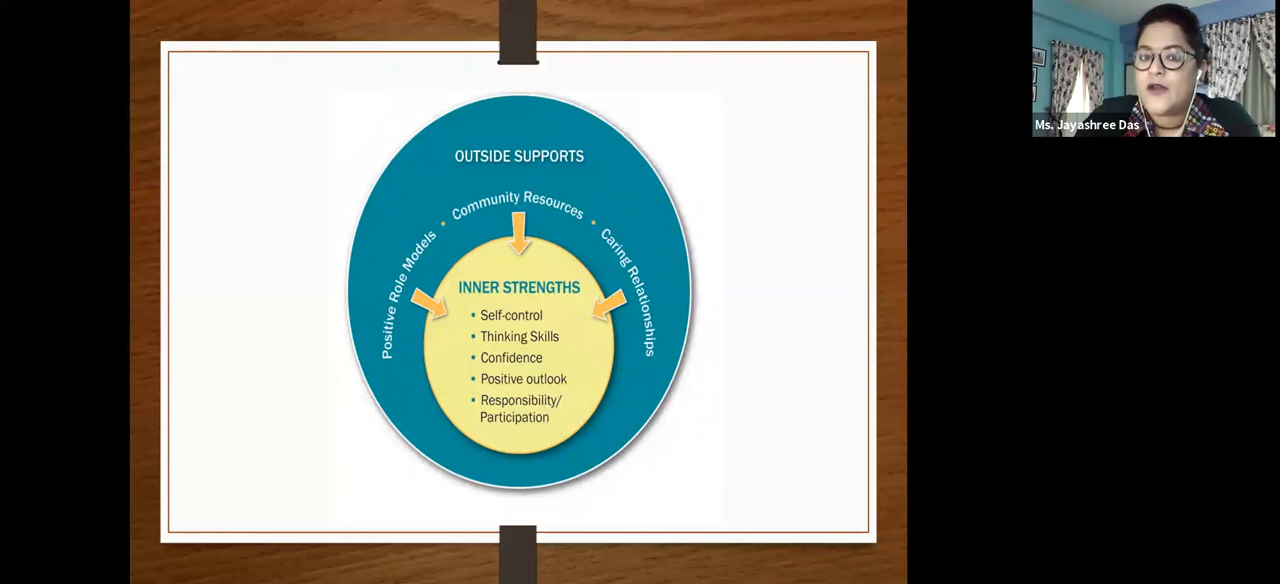 OUTSIDE SUPPORTS
Positive Role Models • Community Resources • Caring Relationships
INNER STRENGTHS
• Self-control
• Thinking Skills
• Confidence
• Positive outlook
• Responsibility/
Participation
Ms. Jayashree Das